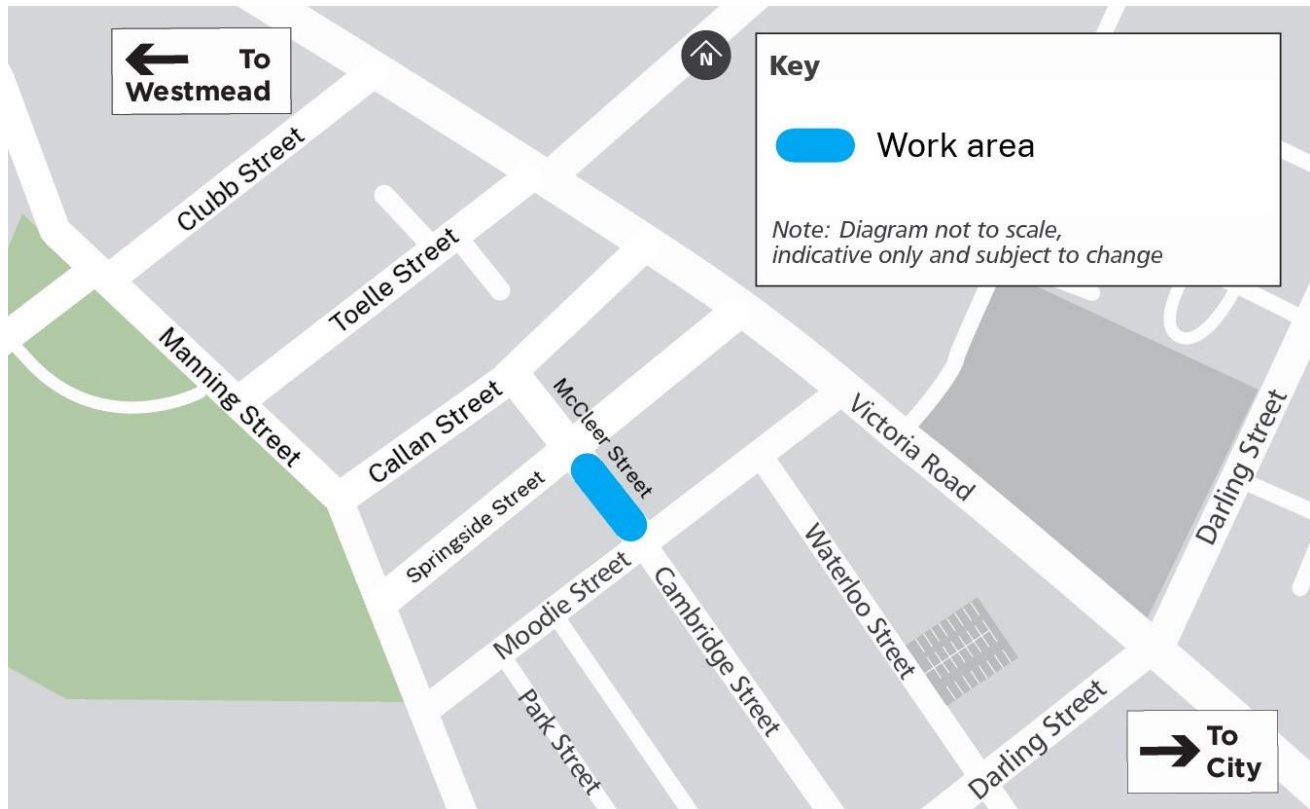 To
Westmead
N
Key
Work area
Note: Diagram not to scale,
indicative only and subject to change
Clubb Street
Toelle Street
Manning Street
Callan Street
McCleer Street
Springside Street
Victoria Road
Darling Street
Moodie Street
Cambridge Street
Waterloo Street
Park Street
Darling Street
To
City